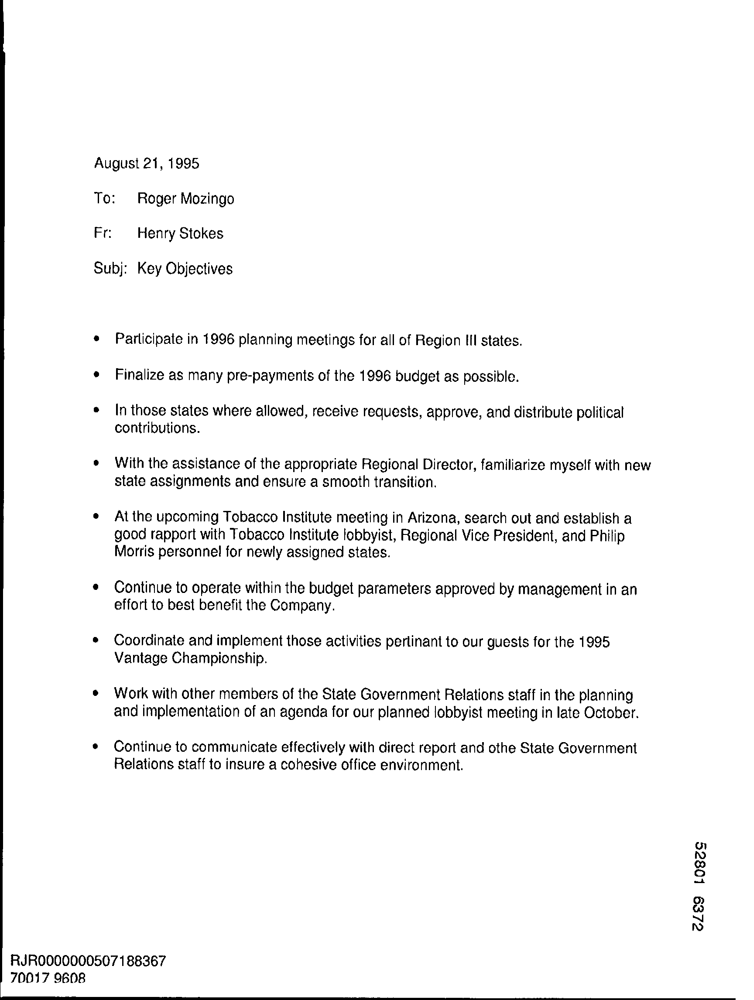 August 21, 1995
To: Roger Mozingo
Fr: Henry Stokes
Subj: Key Objectives
• Participate in 1996 planning meetings for all of Region III states.
• Finalize as many pre-payments of the 1996 budget as possible.
• In those states where allowed, receive requests, approve, and distribute political
contributions.
• With the assistance of the appropriate Regional Director, familiarize myself with new
state assignments and ensure a smooth transition.
• At the upcoming Tobacco Institute meeting in Arizona, search out and establish a
good rapport with Tobacco Institute lobbyist, Regional Vice President, and Philip
Morris personnel for newly assigned states.
• Continue to operate within the budget parameters approved by management in an
effort to best benefit the Company.
• Coordinate and implement those activities pertinant to our guests for the 1995
Vantage Championship.
• Work with other members of the State Government Relations staff in the planning
and implementation of an agenda for our planned lobbyist meeting in late October.
• Continue to communicate effectively with direct report and othe State Government
Relations staff to insure a cohesive office environment.
52801 6372
RJR0000000507188367
70017 9608